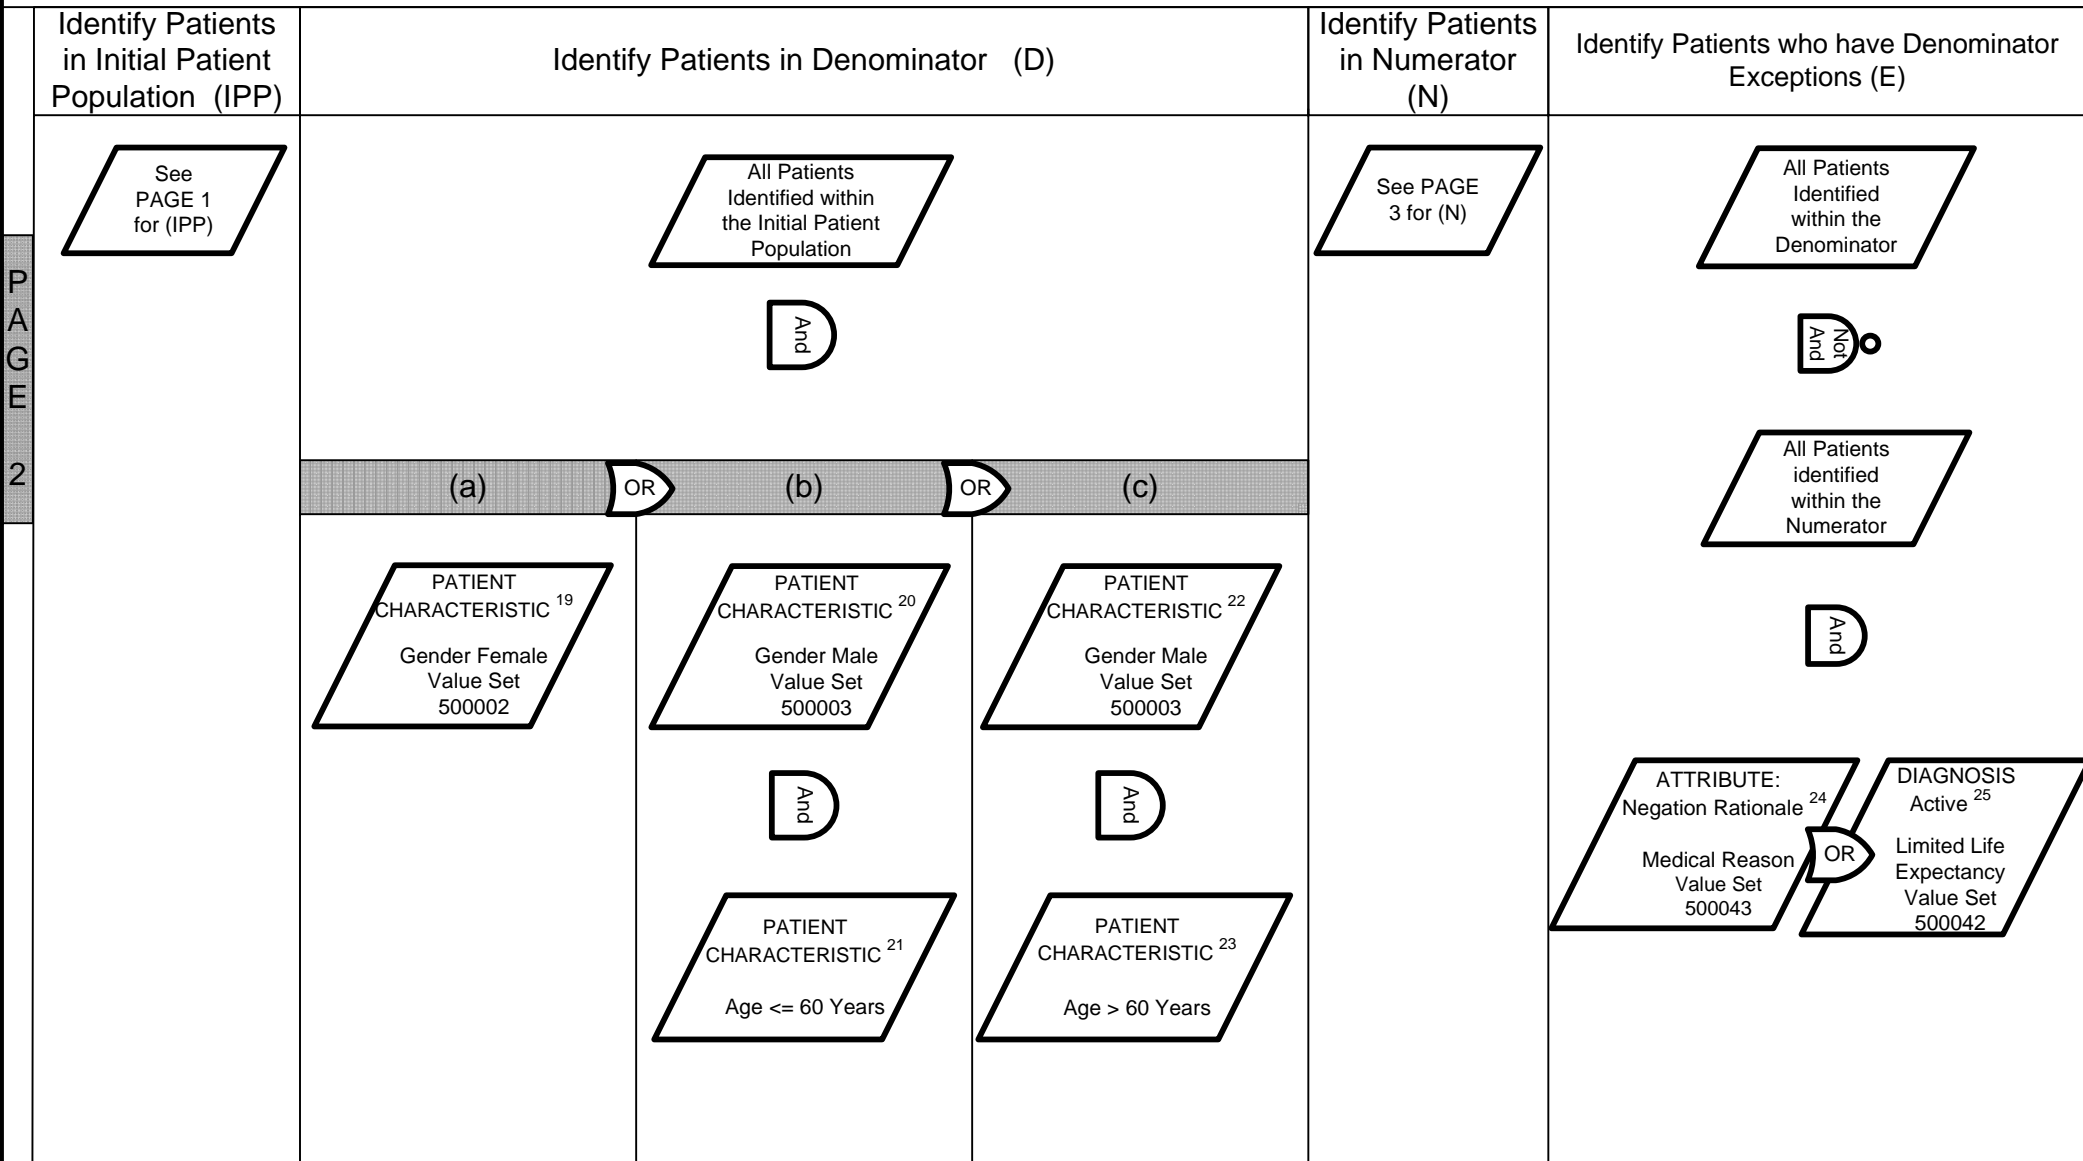 Identify Patients
in Initial Patient
Population (IPP)
Identify Patients in Denominator (D)
Identify Patients
in Numerator
(N)
Identify Patients who have Denominator
Exceptions (E)
PAGE 2
See
PAGE 1
for (IPP)
All Patients
Identified within
the Initial Patient
Population
And
(a)
OR
(b)
OR
(c)
PATIENT
CHARACTERISTIC 19
Gender Female
Value Set
500002
PATIENT
CHARACTERISTIC 20
Gender Male
Value Set
500003
And
PATIENT
CHARACTERISTIC 21
Age <= 60 Years
PATIENT
CHARACTERISTIC 22
Gender Male
Value Set
500003
And
PATIENT
CHARACTERISTIC 23
Age > 60 Years
See PAGE
3 for (N)
All Patients
Identified
within the
Denominator
Not
And
All Patients
identified
within the
Numerator
And
ATTRIBUTE:
Negation Rationale 24
Medical Reason
Value Set
500043
OR
DIAGNOSIS
Active 25
Limited Life
Expectancy
Value Set
500042